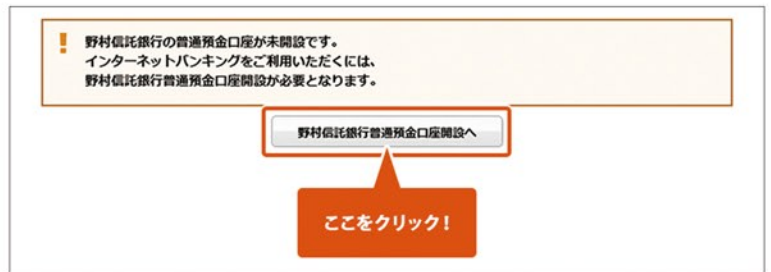 野村信託銀行の普通預金口座が未開設です。
インターネットバンキングをご利用いただくには、
野村信託銀行普通預金口座開設が必要となります。
野村信託銀行普通預金口座開設へ
ここをクリック！